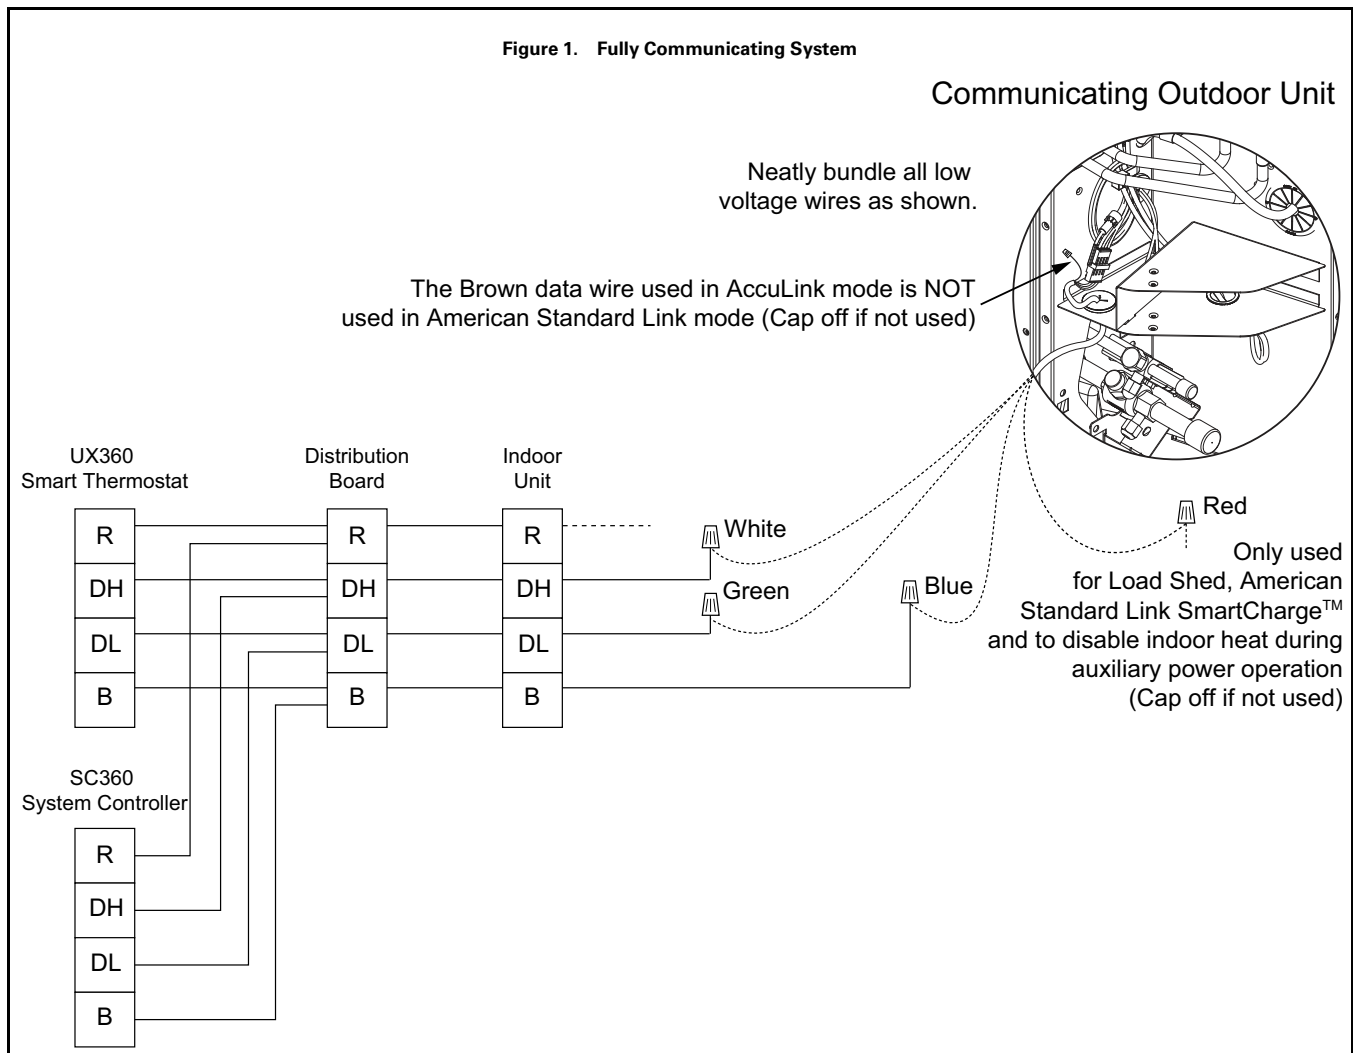 Figure 1. Fully Communicating System
Communicating Outdoor Unit
Neatly bundle all low
voltage wires as shown.
The Brown data wire used in AccuLink mode is NOT
used in American Standard Link mode (Cap off if not used)
UX360
Smart Thermostat
Distribution
Board
Indoor
Unit
R
DH
DL
B
R
DH
DL
B
R
DH
DL
B
White
Green
Blue
Red
Only used
for Load Shed, American
Standard Link SmartCharge™
and to disable indoor heat during
auxiliary power operation
(Cap off if not used)
SC360
System Controller
R
DH
DL
B